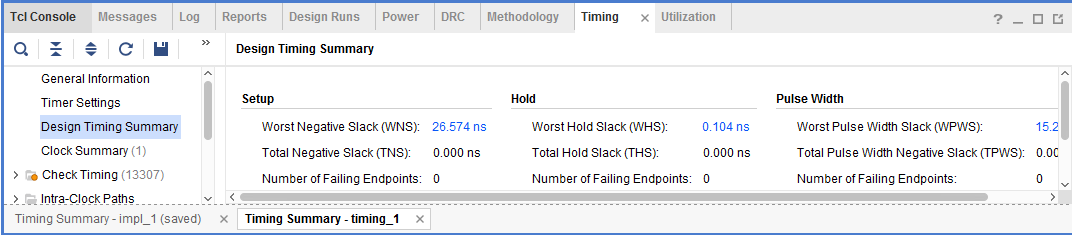 Tcl Console Messages Log Reports Design Runs Power DRC Methodology Timing Utilization
Design Timing Summary
General Information
Timer Settings
Design Timing Summary
Clock Summary (1)
Check Timing (13307)
Intra-Clock Paths
Setup Hold Pulse Width
Worst Negative Slack (WNS): 26.574 ns Worst Hold Slack (WHS): 0.104 ns Worst Pulse Width Slack (WPWS): 15.2
Total Negative Slack (TNS): 0.000 ns Total Hold Slack (THS): 0.000 ns Total Pulse Width Negative Slack (TPWS): 0.00
Number of Failing Endpoints: 0 Number of Failing Endpoints: 0 Number of Failing Endpoints: 0
Timing Summary - impl_1 (saved) Timing Summary - timing_1